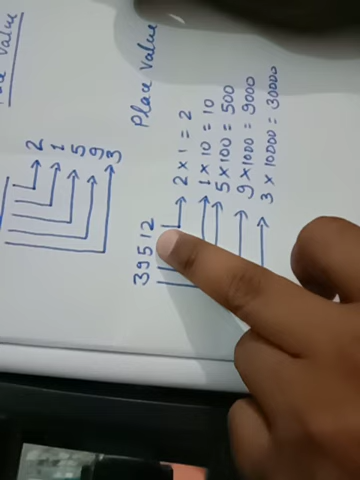 Value
2
1
5
9
3
Place Value
39512
2 × 1 = 2
1 × 10 = 10
5 × 100 = 500
9 × 1000 = 9000
3 × 10000 = 30000